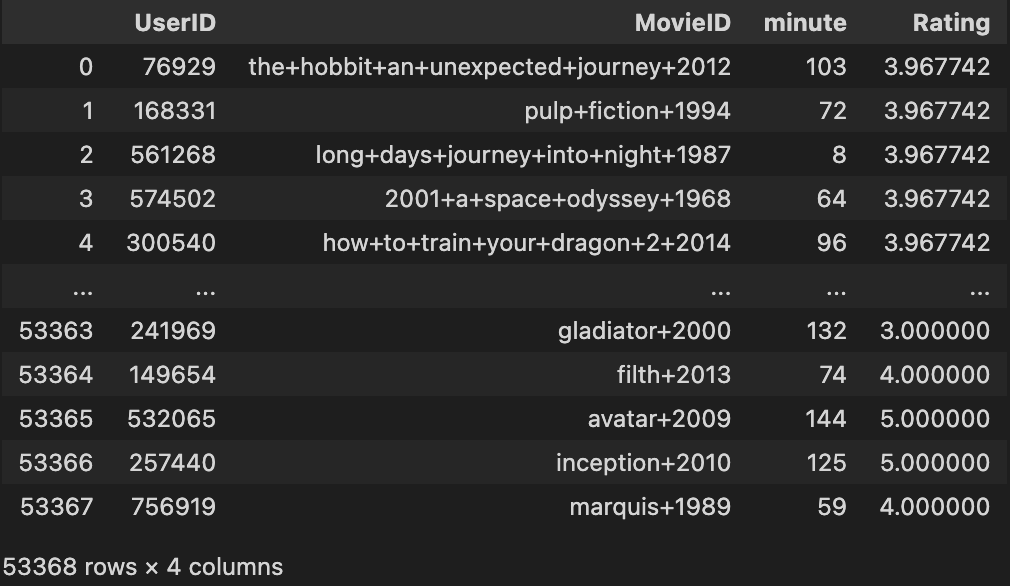 UserID MovieID minute Rating
0 76929 the+hobbit+an+unexpected+journey+2012 103 3.967742
1 168331 pulp+fiction+1994 72 3.967742
2 561268 long+days+journey+into+night+1987 8 3.967742
3 574502 2001+a+space+odyssey+1968 64 3.967742
4 300540 how+to+train+your+dragon+2+2014 96 3.967742
... ... ... ... ...
53363 241969 gladiator+2000 132 3.000000
53364 149654 filth+2013 74 4.000000
53365 532065 avatar+2009 144 5.000000
53366 257440 inception+2010 125 5.000000
53367 756919 marquis+1989 59 4.000000
53368 rows × 4 columns